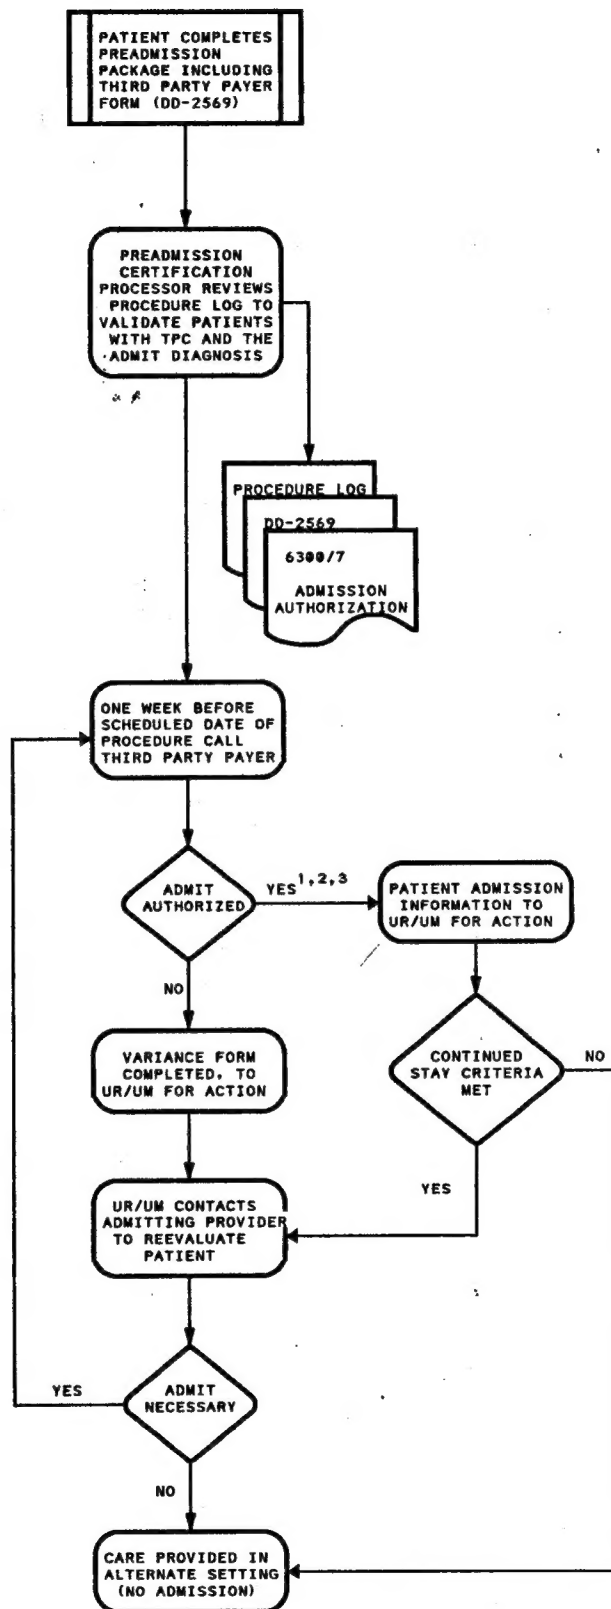 PATIENT COMPLETES
PREADMISSION
PACKAGE INCLUDING
THIRD PARTY PAYER
FORM (DD-2569)
PREADMISSION
CERTIFICATION
PROCESSOR REVIEWS
PROCEDURE LOG TO
VALIDATE PATIENTS
WITH TPC AND THE
ADMIT DIAGNOSIS
PROCEDURE LOG
DD-2569
6300/7
ADMISSION
AUTHORIZATION
ONE WEEK BEFORE
SCHEDULED DATE OF
PROCEDURE CALL
THIRD PARTY PAYER
ADMIT
AUTHORIZED
YES 1,2,3
PATIENT ADMISSION
INFORMATION TO
UR/UM FOR ACTION
NO
VARIANCE FORM
COMPLETED, TO
UR/UM FOR ACTION
CONTINUED
STAY CRITERIA
MET
NO
YES
UR/UM CONTACTS
ADMITTING PROVIDER
TO REEVALUATE
PATIENT
ADMIT
NECESSARY
YES
NO
CARE PROVIDED IN
ALTERNATE SETTING
(NO ADMISSION)